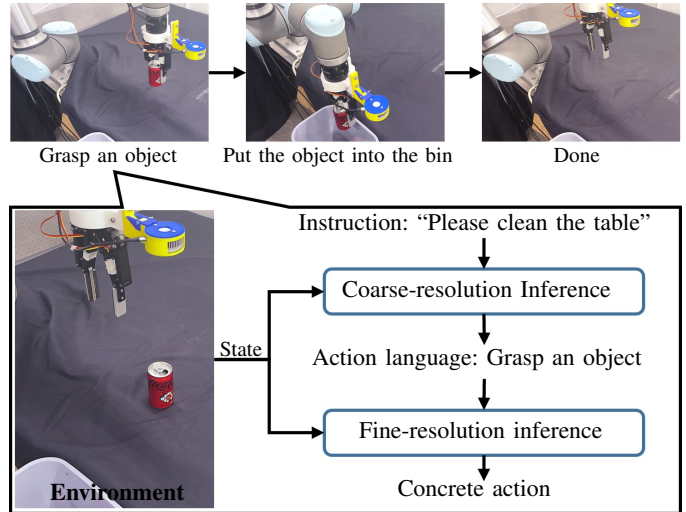 Grasp an object
Put the object into the bin
Done
Instruction: “Please clean the table”
Coarse-resolution Inference
State
Action language: Grasp an object
Fine-resolution inference
Environment
Concrete action